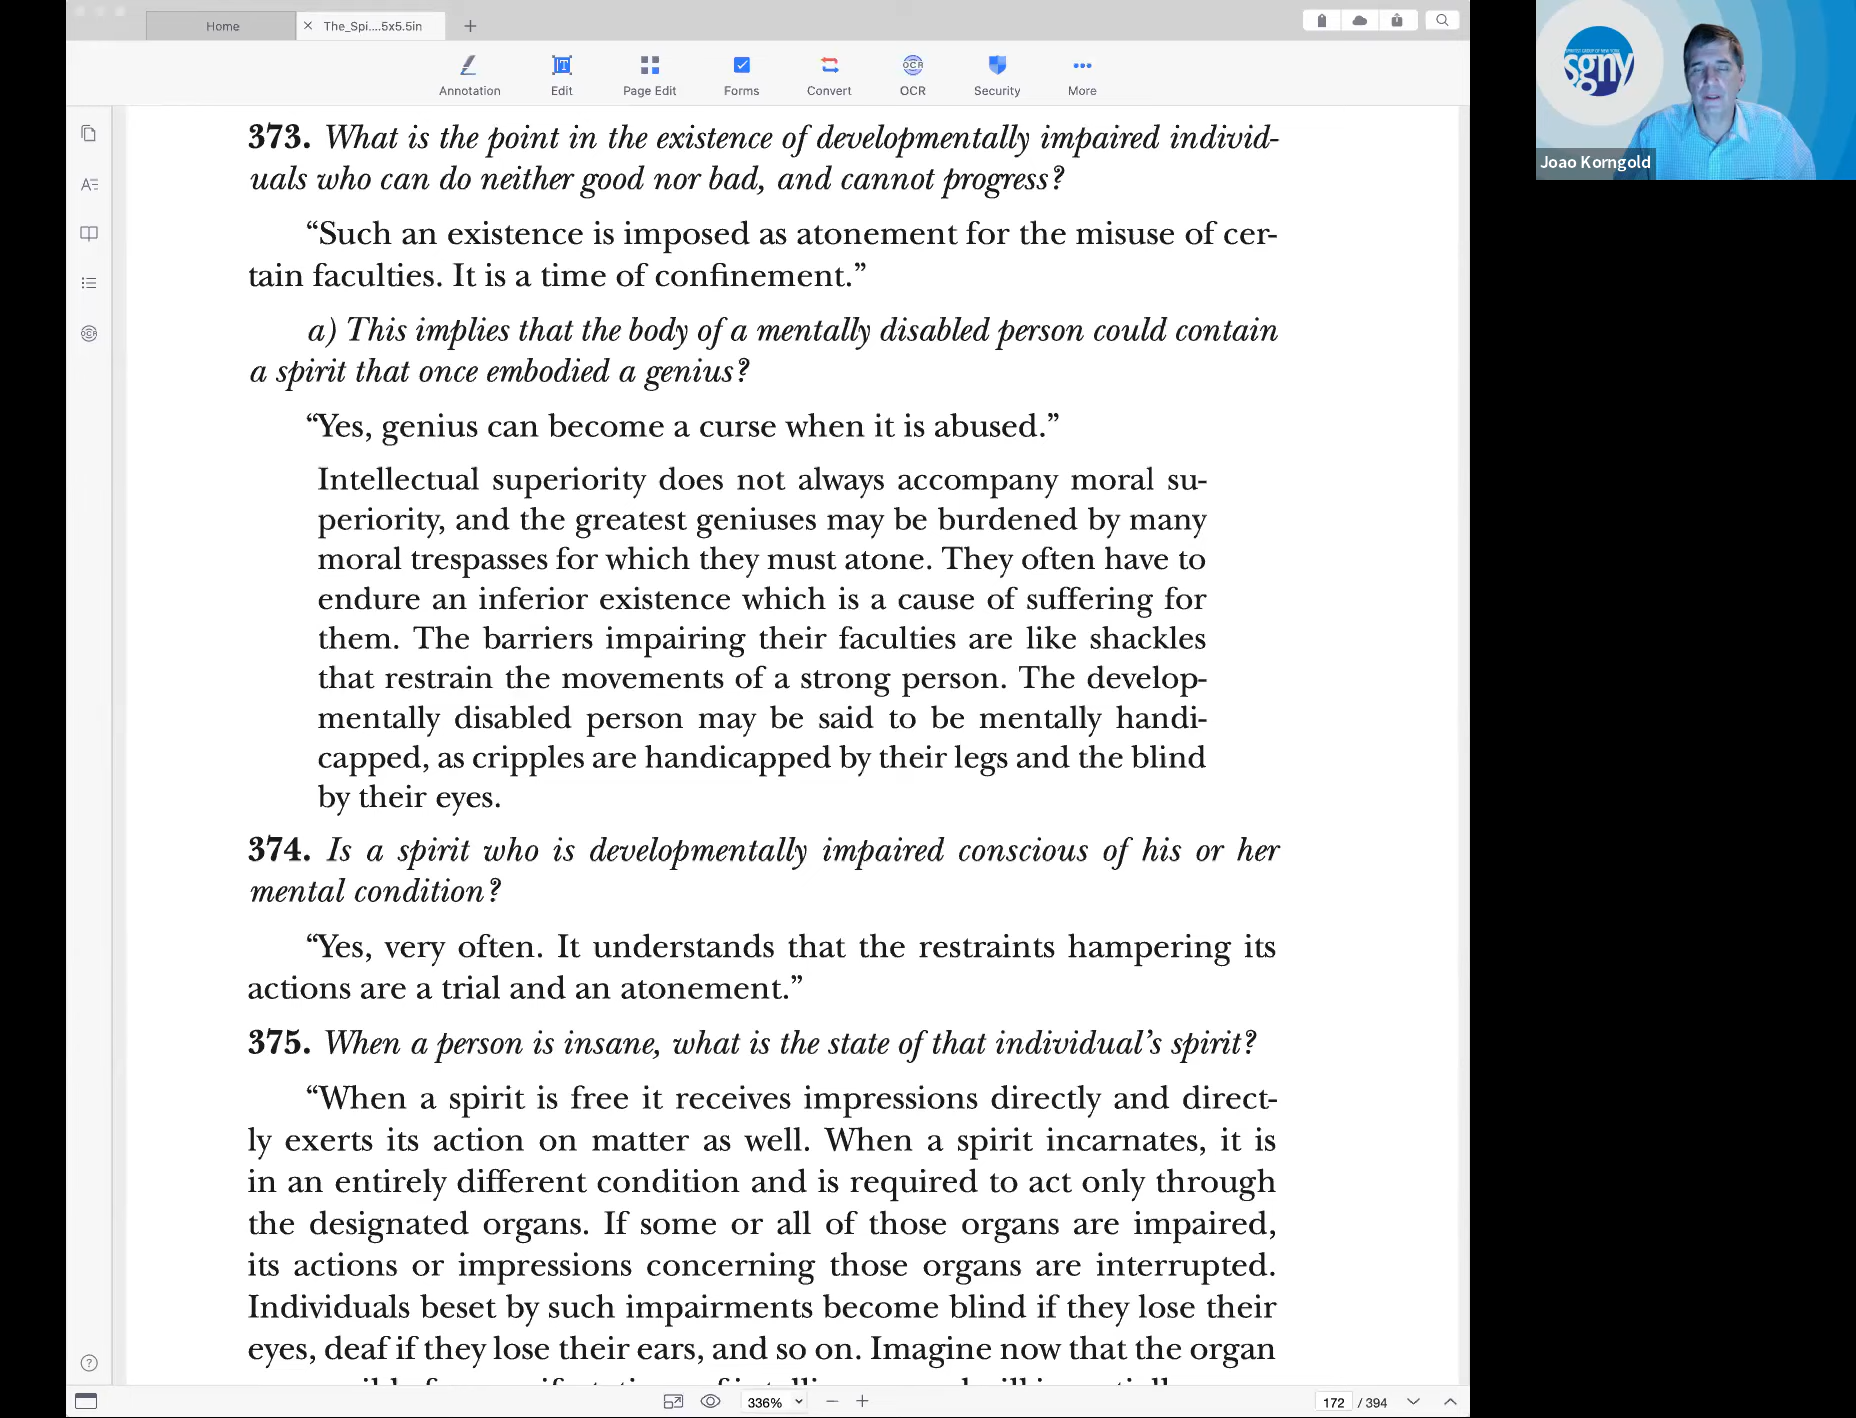 Home
The_Spi....5x5.5in
Annotation
Edit
Page Edit
Forms
Convert
OCR
Security
More
373. What is the point in the existence of developmentally impaired individ-
uals who can do neither good nor bad, and cannot progress?
“Such an existence is imposed as atonement for the misuse of cer-
tain faculties. It is a time of confinement.”
a) This implies that the body of a mentally disabled person could contain
a spirit that once embodied a genius?
“Yes, genius can become a curse when it is abused.”
Intellectual superiority does not always accompany moral su-
periority, and the greatest geniuses may be burdened by many
moral trespasses for which they must atone. They often have to
endure an inferior existence which is a cause of suffering for
them. The barriers impairing their faculties are like shackles
that restrain the movements of a strong person. The develop-
mentally disabled person may be said to be mentally handi-
capped, as cripples are handicapped by their legs and the blind
by their eyes.
374. Is a spirit who is developmentally impaired conscious of his or her
mental condition?
“Yes, very often. It understands that the restraints hampering its
actions are a trial and an atonement.”
375. When a person is insane, what is the state of that individual’s spirit?
“When a spirit is free it receives impressions directly and direct-
ly exerts its action on matter as well. When a spirit incarnates, it is
in an entirely different condition and is required to act only through
the designated organs. If some or all of those organs are impaired,
its actions or impressions concerning those organs are interrupted.
Individuals beset by such impairments become blind if they lose their
eyes, deaf if they lose their ears, and so on. Imagine now that the organ
336%
172 / 394
sgny
Joao Korngold